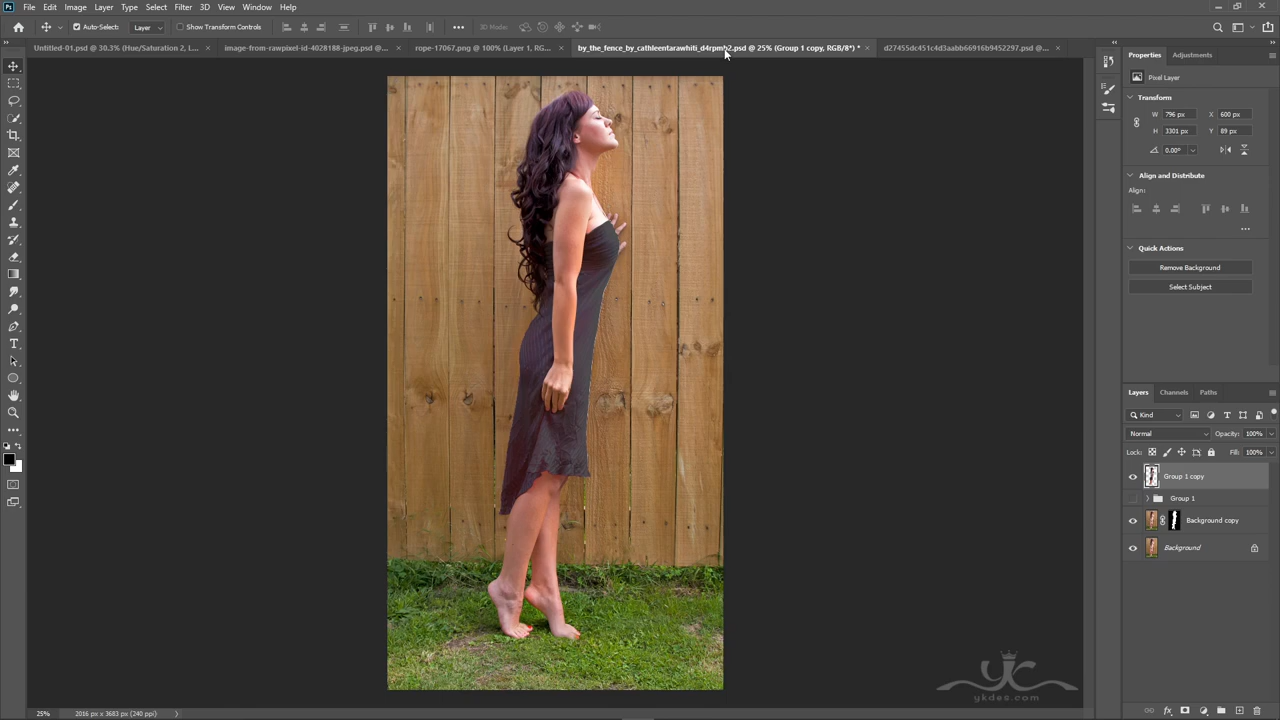 File Edit Image Layer Type Select Filter 3D View Window Help
Auto-Select: Layer Show Transform Controls 3D Mode:
Untitled-01.psd @ 30.3% (Hue/Saturation 2, L... × image-from-rawpixel-id-4028188-jpeg.psd @... × rope-17067.png @ 100% (Layer 1, RG... × by_the_fence_by_cathleentarawhiti_d4rpmb2.psd @ 25% (Group 1 copy, RGB/8*) * × d27455dc451c4d3aabb66916b9452297.psd @... ×
Properties Adjustments
Pixel Layer
Transform
W 796 px X 600 px
H 3301 px Y 89 px
0.00°
Align and Distribute
Align:
Quick Actions
Remove Background
Select Subject
Layers Channels Paths
Kind
Normal Opacity: 100%
Lock: Fill: 100%
Group 1 copy
Group 1
Background copy
Background
yc
ykdes.com
25% 2016 px x 3683 px (240 ppi)